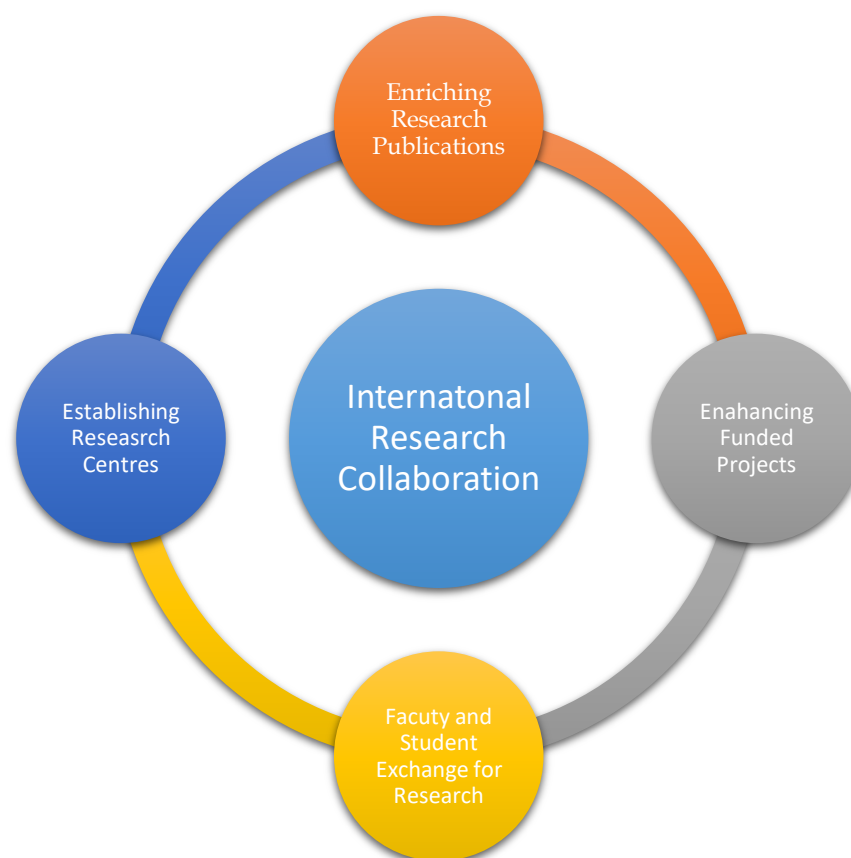 Enriching
Research
Publications
Establishing
Reseasrch
Centres
Internatonal
Research
Collaboration
Enahancing
Funded
Projects
Facuty and
Student
Exchange for
Research